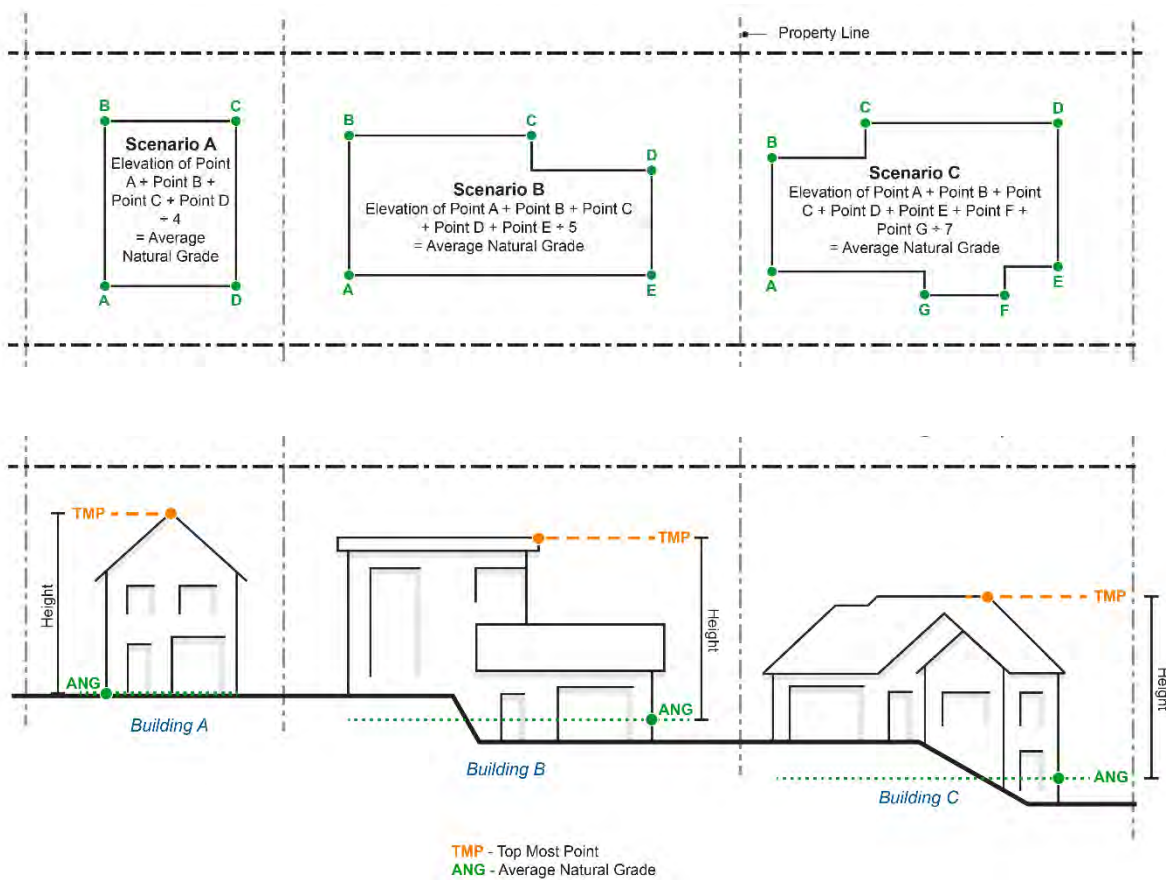 Property Line
B
C
Scenario A
Elevation of Point
A + Point B +
Point C + Point D
÷ 4
= Average
Natural Grade
A
D
B
C
D
Scenario B
Elevation of Point A + Point B + Point C
+ Point D + Point E ÷ 5
= Average Natural Grade
A
E
C
D
B
Scenario C
Elevation of Point A + Point B + Point
C + Point D + Point E + Point F +
Point G ÷ 7
= Average Natural Grade
A
E
G
F
TMP
Height
ANG
Building A
TMP
Height
ANG
Building B
TMP
Height
ANG
Building C
TMP - Top Most Point
ANG - Average Natural Grade